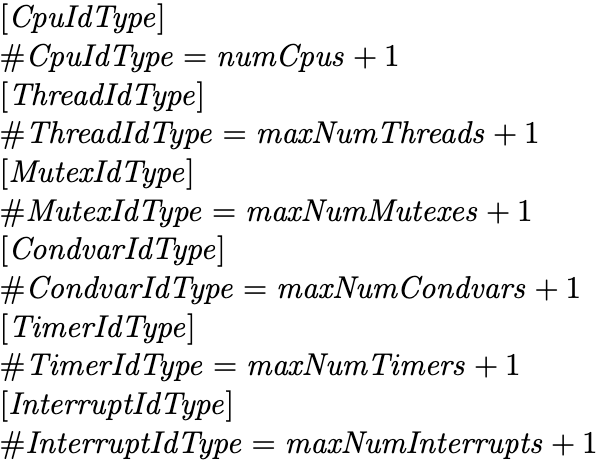 [CpuIdType]
#CpuIdType = numCpus + 1
[ThreadIdType]
#ThreadIdType = maxNumThreads + 1
[MutexIdType]
#MutexIdType = maxNumMutexes + 1
[CondvarIdType]
#CondvarIdType = maxNumCondvars + 1
[TimerIdType]
#TimerIdType = maxNumTimers + 1
[InterruptIdType]
#InterruptIdType = maxNumInterrupts + 1